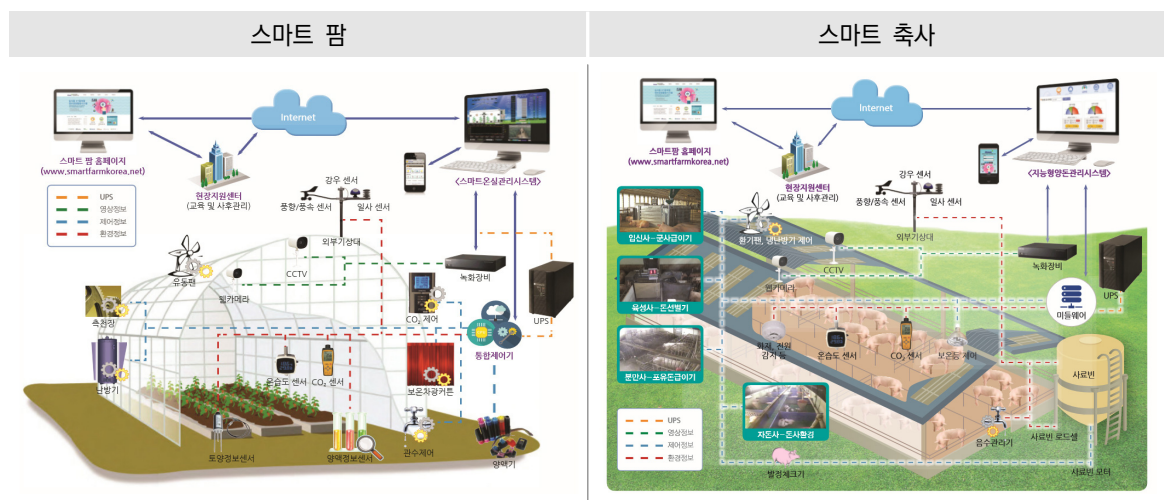 스마트 팜
스마트 축사
Internet
스마트 팜 홈페이지
(www.smartfarmkorea.net)
현장지원센터
(교육 및 사후관리)
<스마트온실관리시스템>
강우 센서
풍향/풍속 센서
일사 센서
외부기상대
UPS
영상정보
제어정보
환경정보
유동팬
CCTV
웹카메라
녹화장비
UPS
측천장
CO₂ 제어
통합제어기
난방기
온습도 센서
CO₂ 센서
보온차광커튼
토양정보센서
양액정보센서
관수제어
양액기
Internet
스마트팜 홈페이지
(www.smartfarmkorea.net)
현장지원센터
(교육 및 사후관리)
<지능형양돈관리시스템>
강우 센서
풍향/풍속 센서
일사 센서
외부기상대
임신사-군사급이기
환기팬, 냉난방기 제어
CCTV
웹카메라
녹화장비
UPS
육성사-돈선별기
미들웨어
화재, 전원
감지 등
온습도 센서
CO₂ 센서
보온등 제어
분만사-포유돈급이기
사료빈
자돈사-돈사환경
UPS
영상정보
제어정보
환경정보
음수관리기
사료빈 로드셀
발정체크기
사료빈 모터